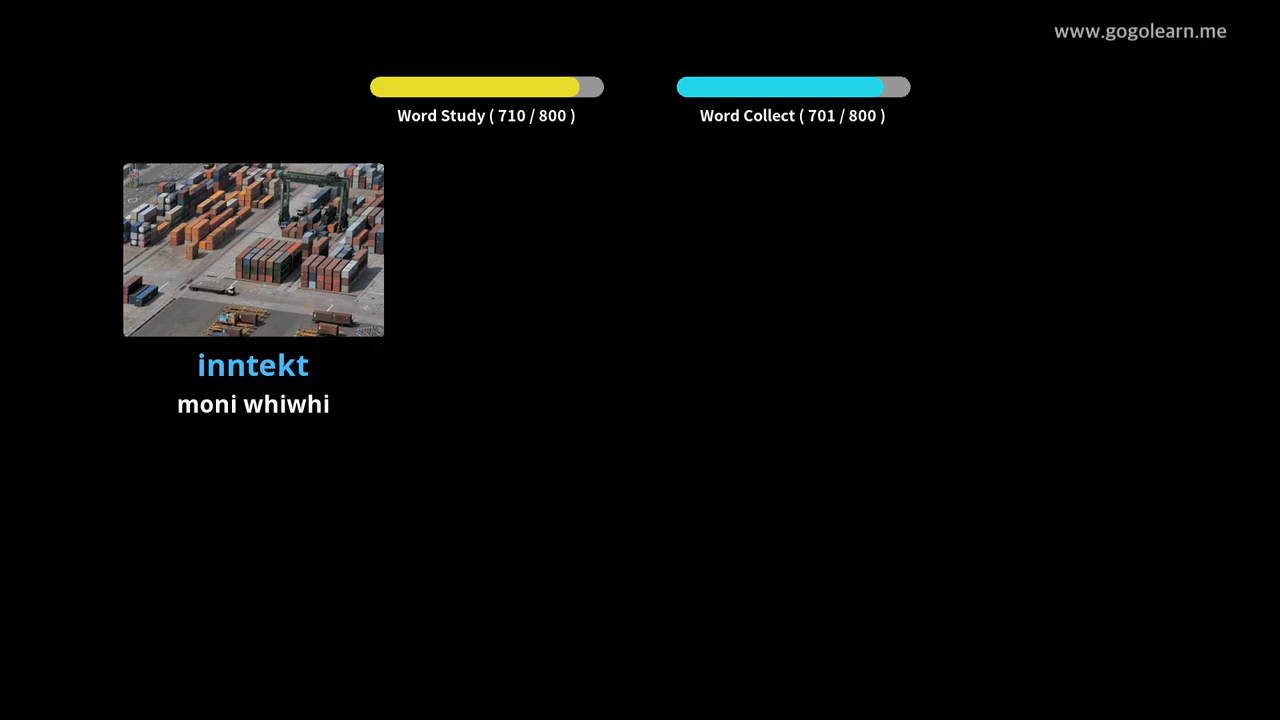 www.gogolearn.me
Word Study ( 710 / 800 )
Word Collect ( 701 / 800 )
inntekt
moni whiwhi